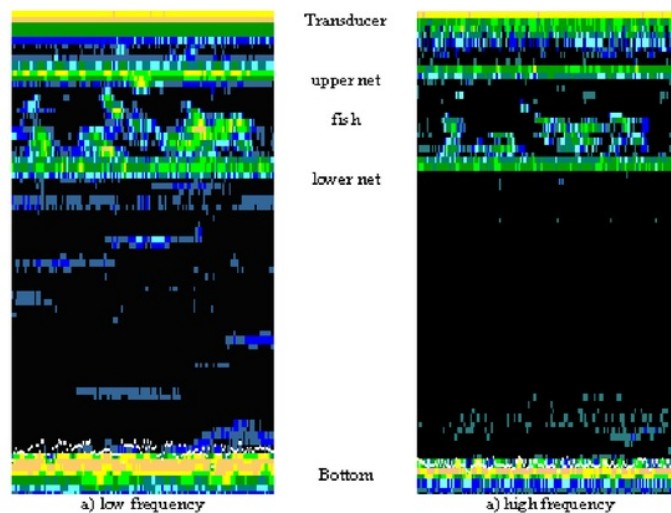 Transducer
upper net
fish
lower net
Bottom
a) low frequency
a) high frequency